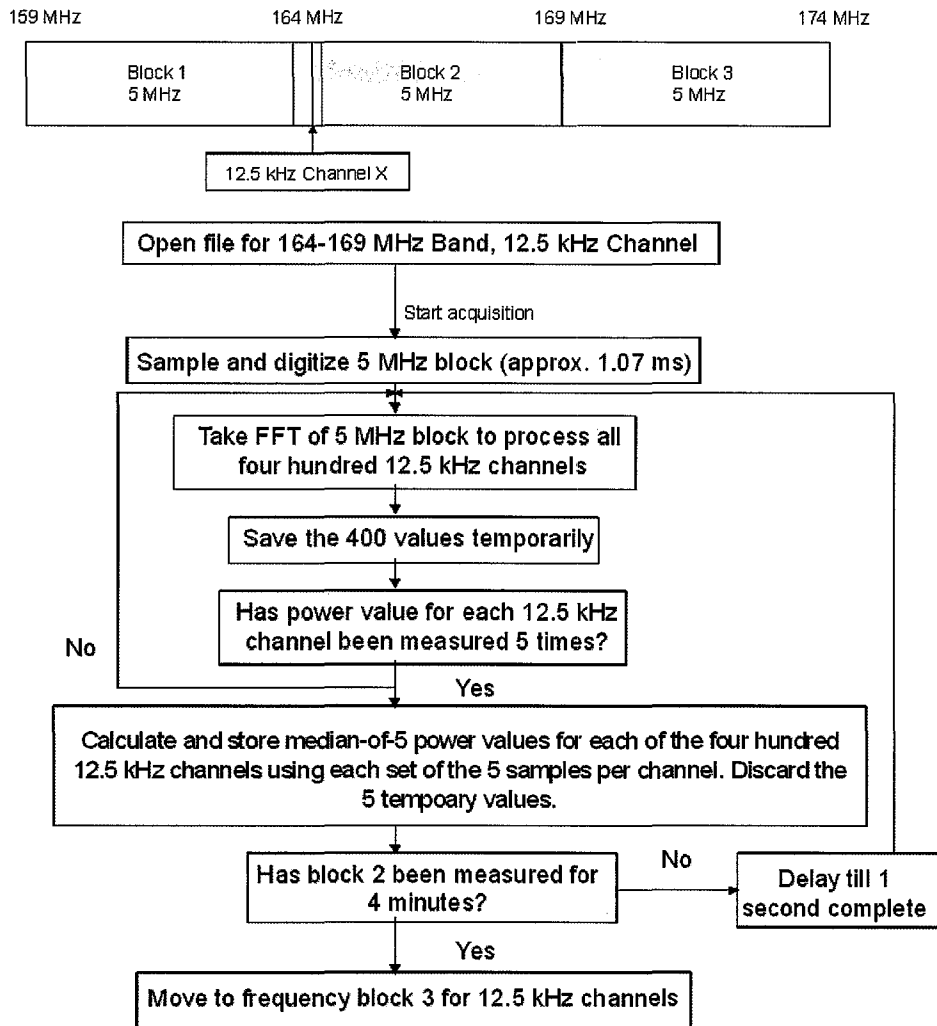 159 MHz 164 MHz 169 MHz 174 MHz
Block 1 Block 2 Block 3
5 MHz 5 MHz 5 MHz
12.5 kHz Channel X
Open file for 164-169 MHz Band, 12.5 kHz Channel
Start acquisition
Sample and digitize 5 MHz block (approx. 1.07 ms)
Take FFT of 5 MHz block to process all
four hundred 12.5 kHz channels
Save the 400 values temporarily
Has power value for each 12.5 kHz
channel been measured 5 times?
No
Yes
Calculate and store median-of-5 power values for each of the four hundred
12.5 kHz channels using each set of the 5 samples per channel. Discard the
5 tempoary values.
Has block 2 been measured for
4 minutes?
No
Delay till 1
second complete
Yes
Move to frequency block 3 for 12.5 kHz channels